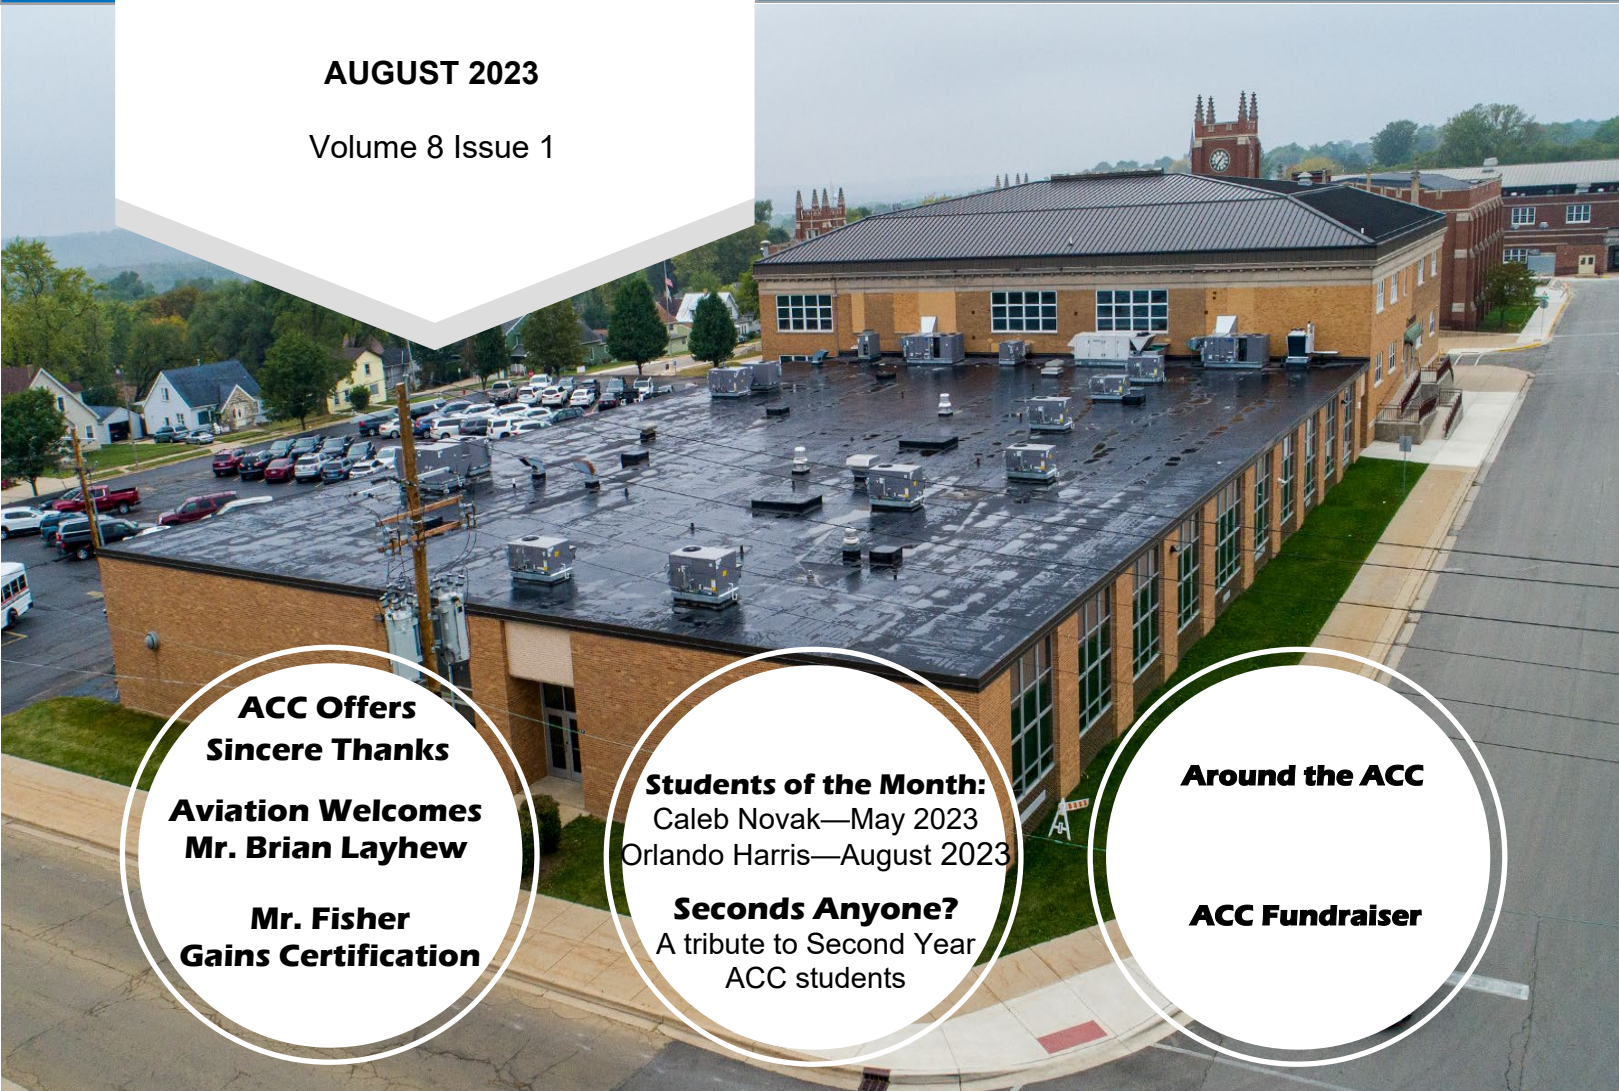 AUGUST 2023
Volume 8 Issue 1
ACC Offers
Sincere Thanks
Aviation Welcomes
Mr. Brian Layhew
Mr. Fisher
Gains Certification
Students of the Month:
Caleb Novak—May 2023
Orlando Harris—August 2023
Seconds Anyone?
A tribute to Second Year
ACC students
Around the ACC
ACC Fundraiser